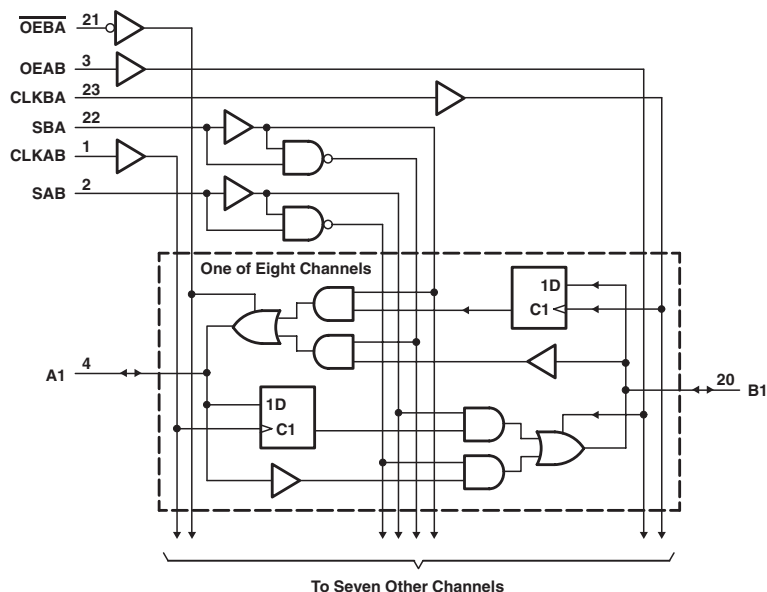 OEBA 21
OEAB 3
CLKBA 23
SBA 22
CLKAB 1
SAB 2
One of Eight Channels
1D
C1
A1 4
20 B1
1D
C1
To Seven Other Channels